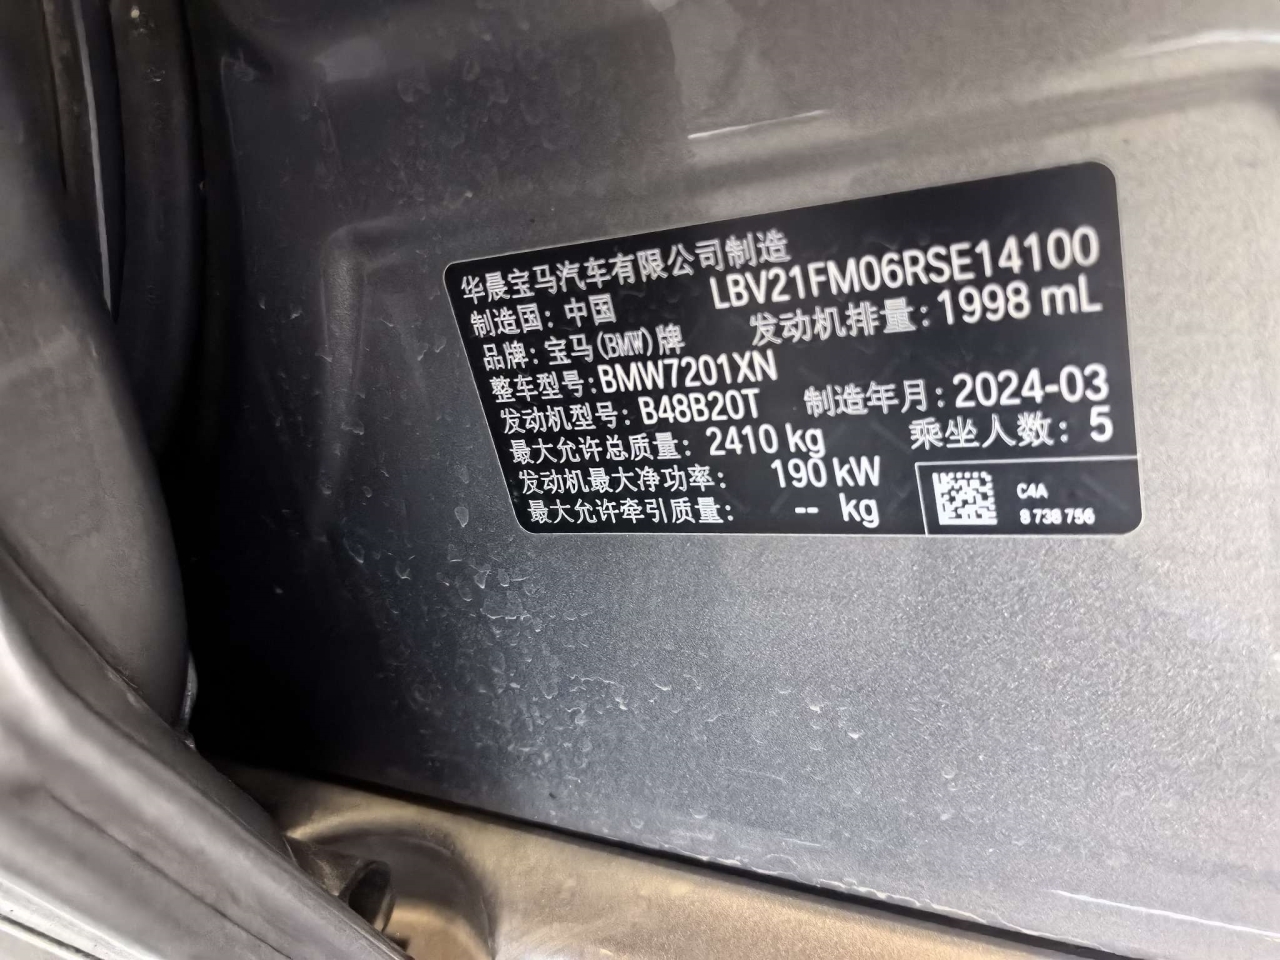 华晨宝马汽车有限公司制造
制造国：中国 LBV21FM06RSE14100
品牌：宝马(BMW)牌 发动机排量：1998 mL
整车型号：BMW7201XN
发动机型号：B48B20T 制造年月：2024-03
最大允许总质量：2410 kg 乘坐人数：5
发动机最大净功率：190 kW
最大允许牵引质量：-- kg
C4A
8 738 756